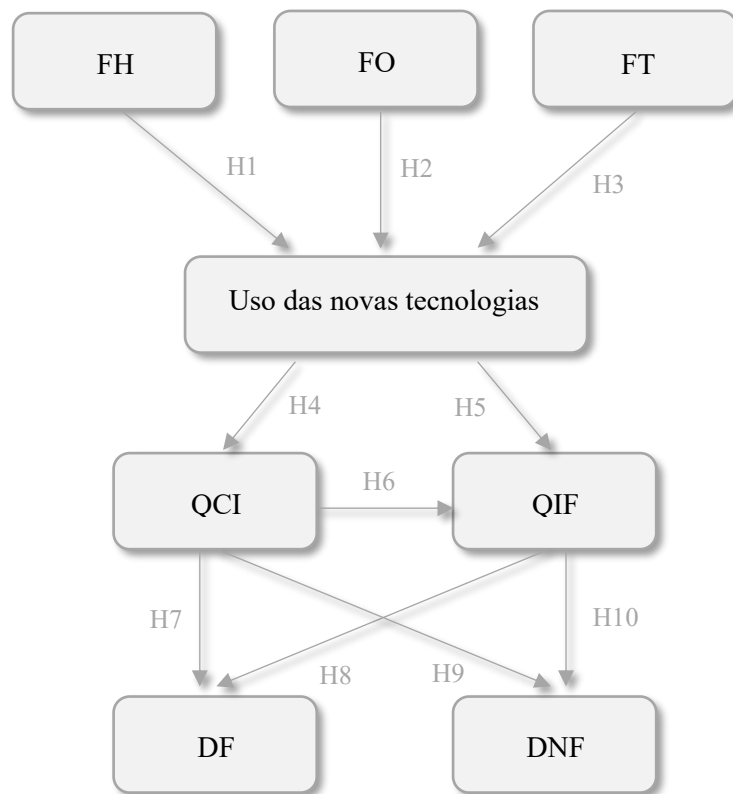 FH
FO
FT
H1
H2
H3
Uso das novas tecnologias
H4
H5
QCI
H6
QIF
H7
H8
H9
H10
DF
DNF